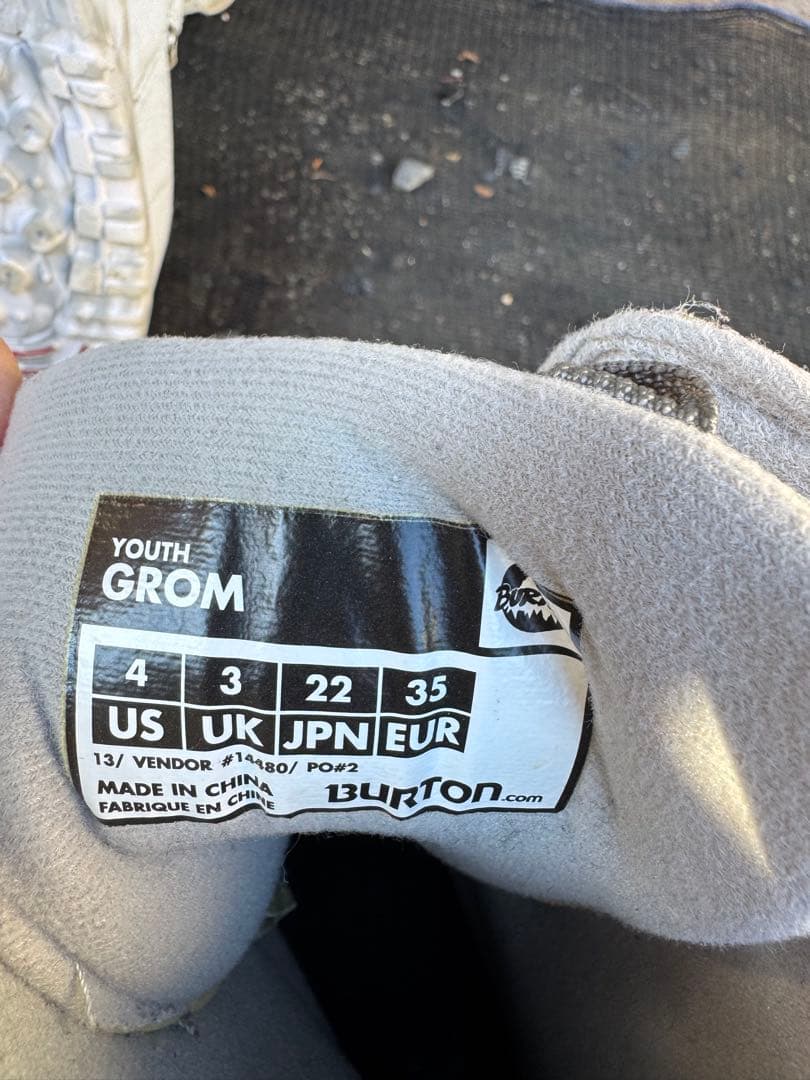 YOUTH
GROM
BURTON
4 3 22 35
US UK JPN EUR
13/ VENDOR #14480/ PO#2
MADE IN CHINA
FABRIQUE EN CHINE
BURTON.com